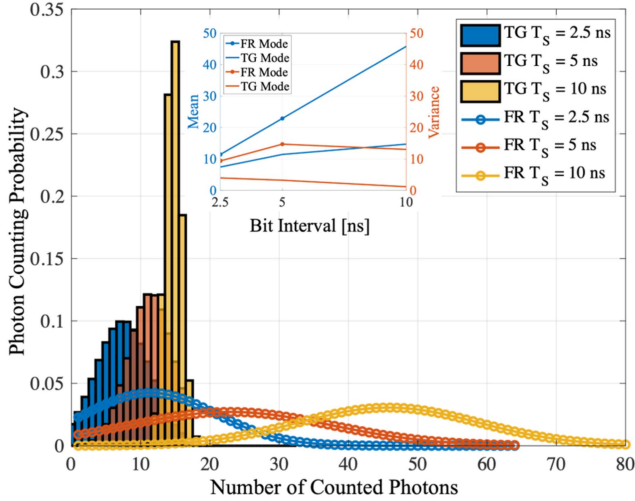 0.35
0.3
0.25
0.2
0.15
0.1
0.05
0
Photon Counting Probability
0 10 20 30 40 50 60 70 80
Number of Counted Photons
50
40
30
20
10
0
Mean
FR Mode
TG Mode
FR Mode
TG Mode
50
40
30
20
10
0
Variance
2.5 5 10
Bit Interval [ns]
TG T_S = 2.5 ns
TG T_S = 5 ns
TG T_S = 10 ns
FR T_S = 2.5 ns
FR T_S = 5 ns
FR T_S = 10 ns